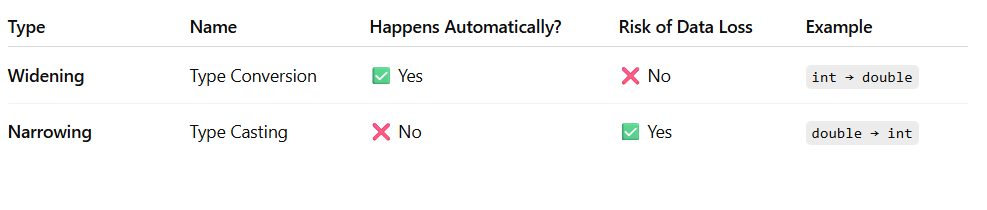 Type Name Happens Automatically? Risk of Data Loss Example
Widening Type Conversion ✅ Yes ❌ No int → double
Narrowing Type Casting ❌ No ✅ Yes double → int